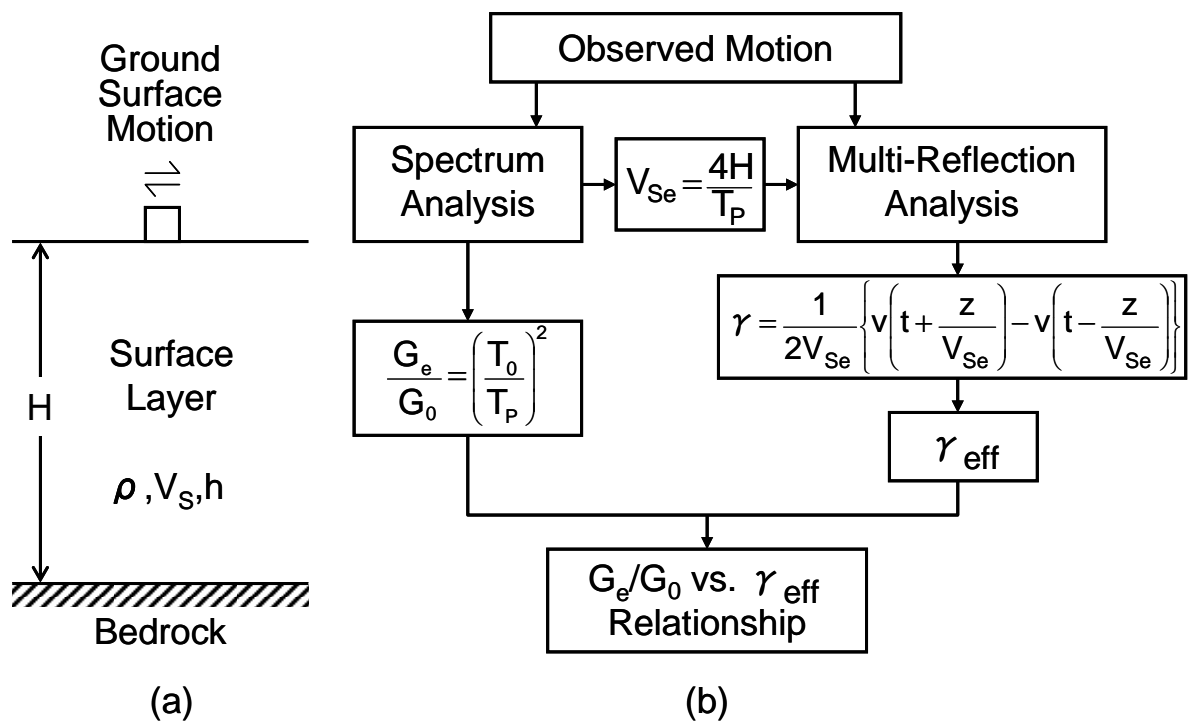 Ground
Surface
Motion
H
Surface
Layer
ρ ,V_S,h
Bedrock
(a)
Observed Motion
Spectrum
Analysis
V_Se = 4H/T_P
Multi-Reflection
Analysis
G_e/G_0 = (T_0/T_P)^2
γ = 1/(2V_Se) {v(t + z/V_Se) − v(t − z/V_Se)}
γ_eff
G_e/G_0 vs. γ_eff
Relationship
(b)